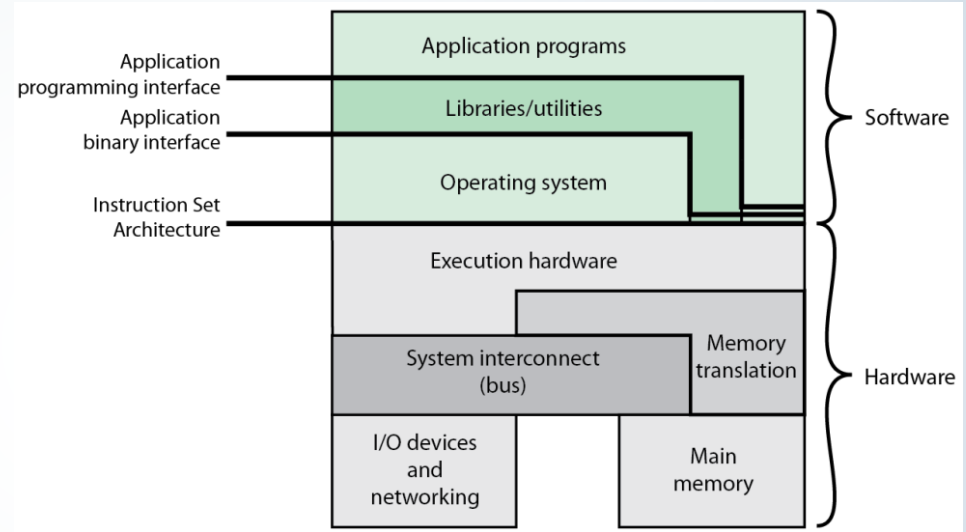 Application programs
Application
programming interface
Libraries/utilities
Software
Application
binary interface
Operating system
Instruction Set
Architecture
Execution hardware
Memory
translation
System interconnect
(bus)
Hardware
I/O devices
and
networking
Main
memory